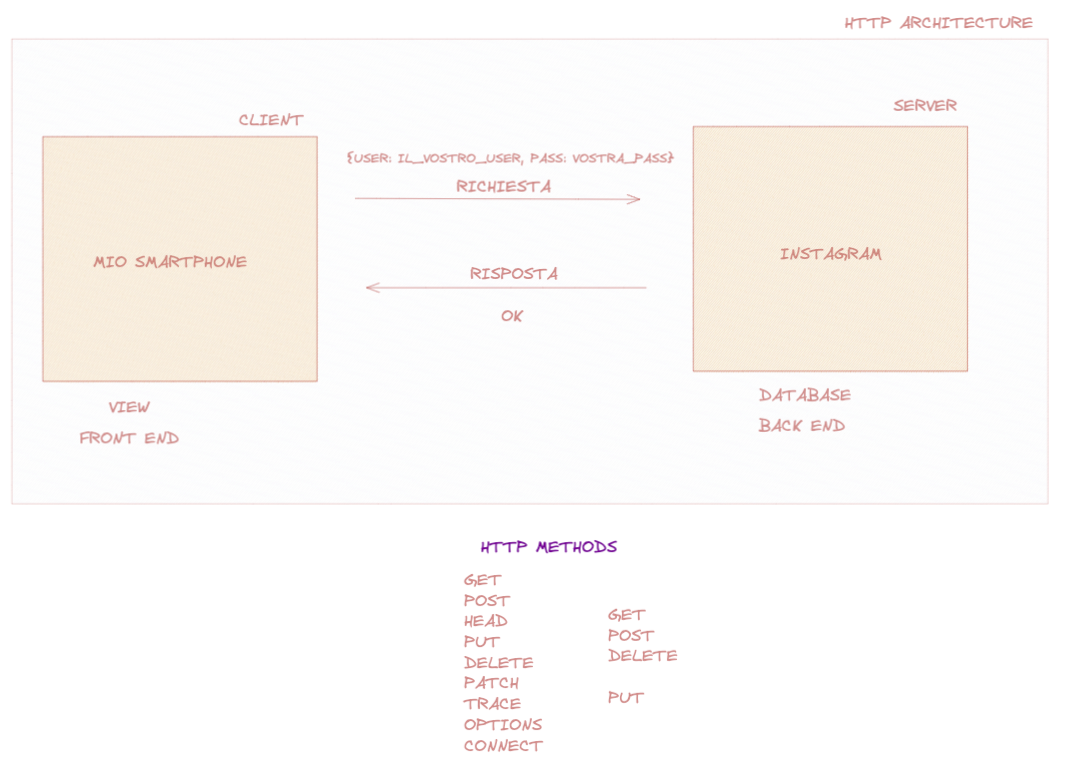 HTTP ARCHITECTURE
CLIENT
SERVER
{USER: IL_VOSTRO_USER, PASS: VOSTRA_PASS}
RICHIESTA
MIO SMARTPHONE
INSTAGRAM
RISPOSTA
OK
VIEW
FRONT END
DATABASE
BACK END
HTTP METHODS
GET
POST
HEAD
PUT
DELETE
PATCH
TRACE
OPTIONS
CONNECT
GET
POST
DELETE
PUT